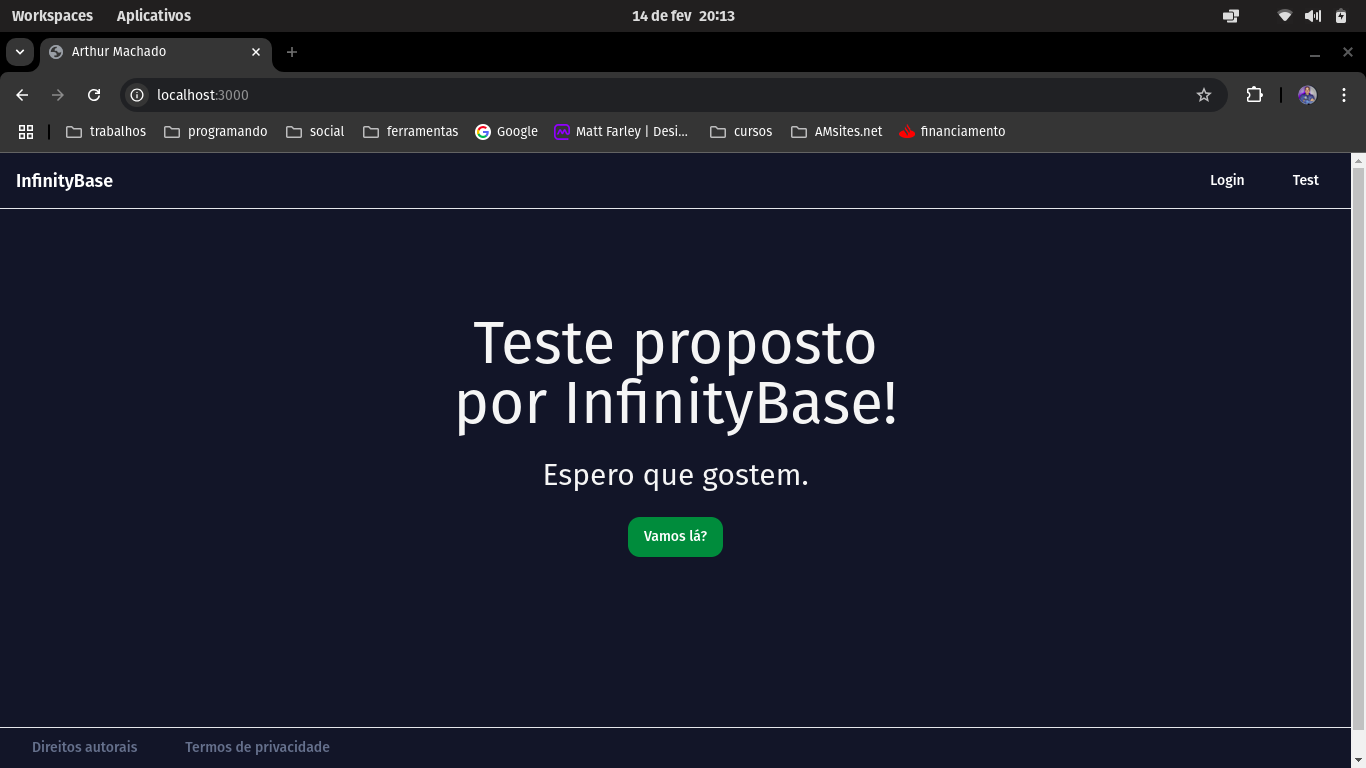 Workspaces Aplicativos 14 de fev 20:13
Arthur Machado
localhost:3000
trabalhos programando social ferramentas Google Matt Farley | Desi... cursos AMsites.net financiamento
InfinityBase Login Test
Teste proposto
por InfinityBase!
Espero que gostem.
Vamos lá?
Direitos autorais Termos de privacidade